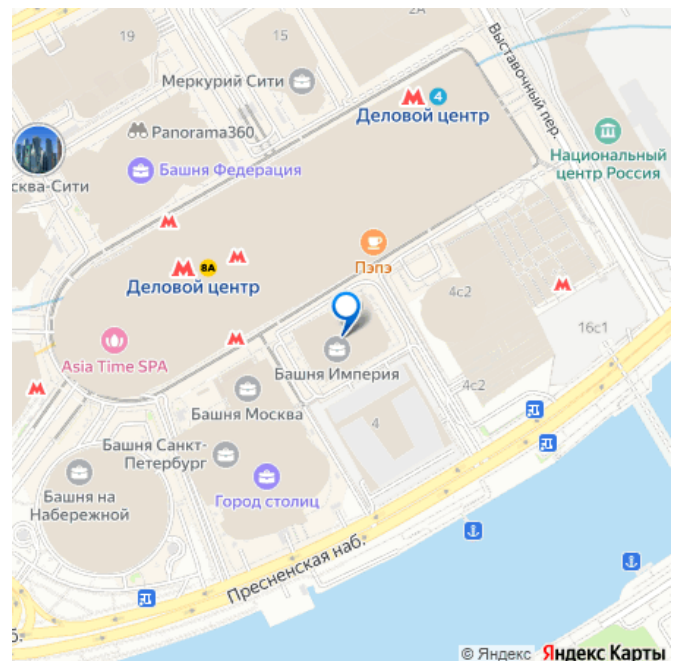 2А
19
15
Меркурий Сити
4
Деловой центр
Выставочный пер.
Panorama360
Национальный
центр Россия
сква-Сити
Башня Федерация
Пэпэ
8А
Деловой центр
4с2
16с1
Asia Time SPA
Башня Империя
4с2
Башня Москва
4
Башня Санкт-
Петербург
Башня на
Набережной
Город столиц
Пресненская наб.
б.
© Яндекс Яндекс Карты